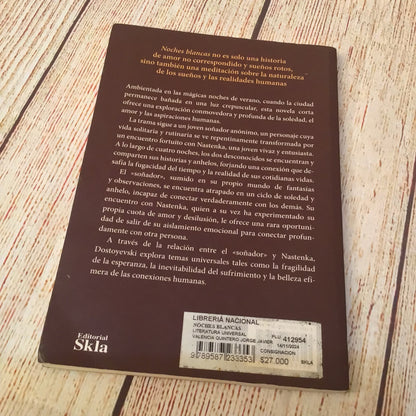 Noches blancas no es solo una historia
de amor no correspondido y sueños rotos,
sino también una meditación sobre la naturaleza
de los sueños y las realidades humanas
Ambientada en las mágicas noches de verano, cuando la ciudad
permanece bañada en una luz crepuscular, esta novela corta
ofrece una exploración conmovedora y profunda de la soledad, el
amor y las aspiraciones humanas.
La trama sigue a un joven soñador anónimo, un personaje cuya
vida solitaria y rutinaria se ve repentinamente transformada por
un encuentro fortuito con Nastenka, una joven vivaz y entusiasta.
A lo largo de cuatro noches, los dos desconocidos se encuentran y
comparten sus historias y anhelos, forjando una conexión que de-
safía la fugacidad del tiempo y la realidad de sus cotidianas vidas.
El «soñador», sumido en su propio mundo de fantasías
y observaciones, se encuentra atrapado en un ciclo de soledad y
anhelo, incapaz de conectar verdaderamente con los demás. Su
encuentro con Nastenka, quien a su vez ha experimentado su
propia cuota de amor y desilusión, le ofrece una rara oportuni-
dad de salir de su aislamiento emocional para conectar profun-
damente con otra persona.
A través de la relación entre el «soñador» y Nastenka,
Dostoyevski explora temas universales tales como la fragilidad
de la esperanza, la inevitabilidad del sufrimiento y la belleza efí-
mera de las conexiones humanas.
Editorial
Skla
LIBRERIA NACIONAL
NOCHES BLANCAS
LITERATURA UNIVERSAL
VALENCIA QUINTERO JORGE JAVIER
PLU: 412954
14/11/2024
CONSIGNACION
9789587233353
$27.000
SKLA